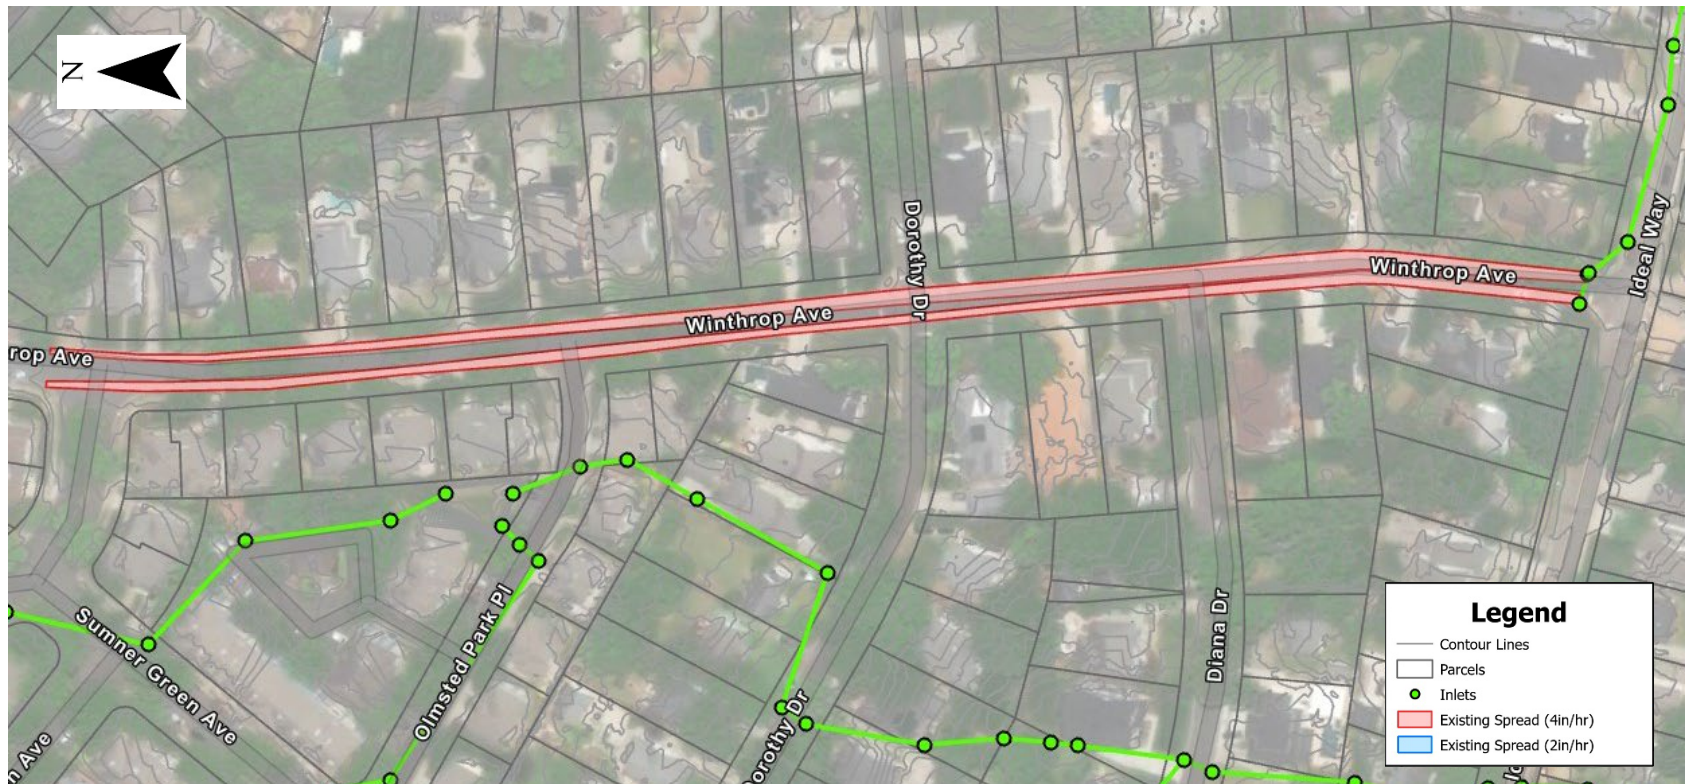 N
Dorothy Dr
Ideal Way
Winthrop Ave
Winthrop Ave
rop Ave
Sumner Green Ave
Olmsted Park Pl
Diana Dr
Dorothy Dr
n Ave
Legend
Contour Lines
Parcels
Inlets
Existing Spread (4in/hr)
Existing Spread (2in/hr)